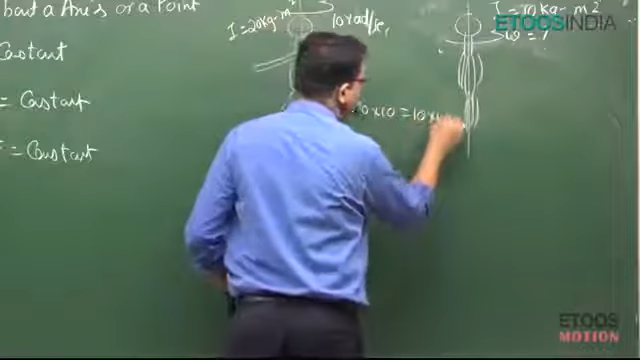 bout a Axis or a Point
Constant
= Constant
= Constant
I = 20 kg-m²
10 rad/sec
I = 10 kg-m²
ω = ?
0×10 = 10×
ETOOSINDIA
ETOOS
MOTION